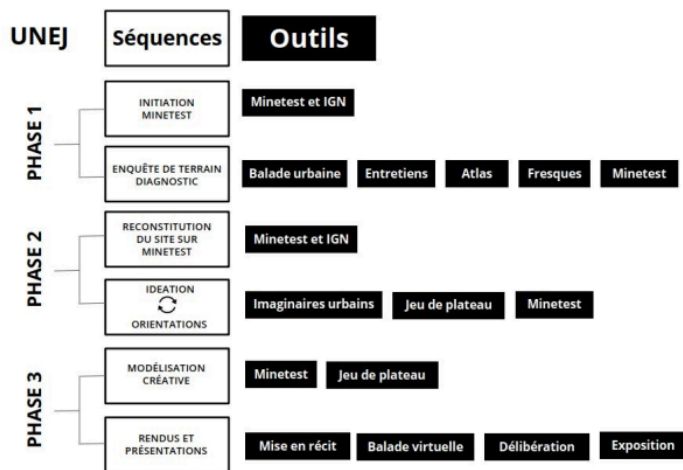 UNEJ
Séquences
Outils
PHASE 1
INITIATION
MINETEST
Minetest et IGN
ENQUÊTE DE TERRAIN
DIAGNOSTIC
Balade urbaine
Entretiens
Atlas
Fresques
Minetest
PHASE 2
RECONSTITUTION
DU SITE SUR
MINETEST
Minetest et IGN
IDEATION
ORIENTATIONS
Imaginaires urbains
Jeu de plateau
Minetest
PHASE 3
MODÉLISATION
CRÉATIVE
Minetest
Jeu de plateau
RENDUS ET
PRÉSENTATIONS
Mise en récit
Balade virtuelle
Délibération
Exposition